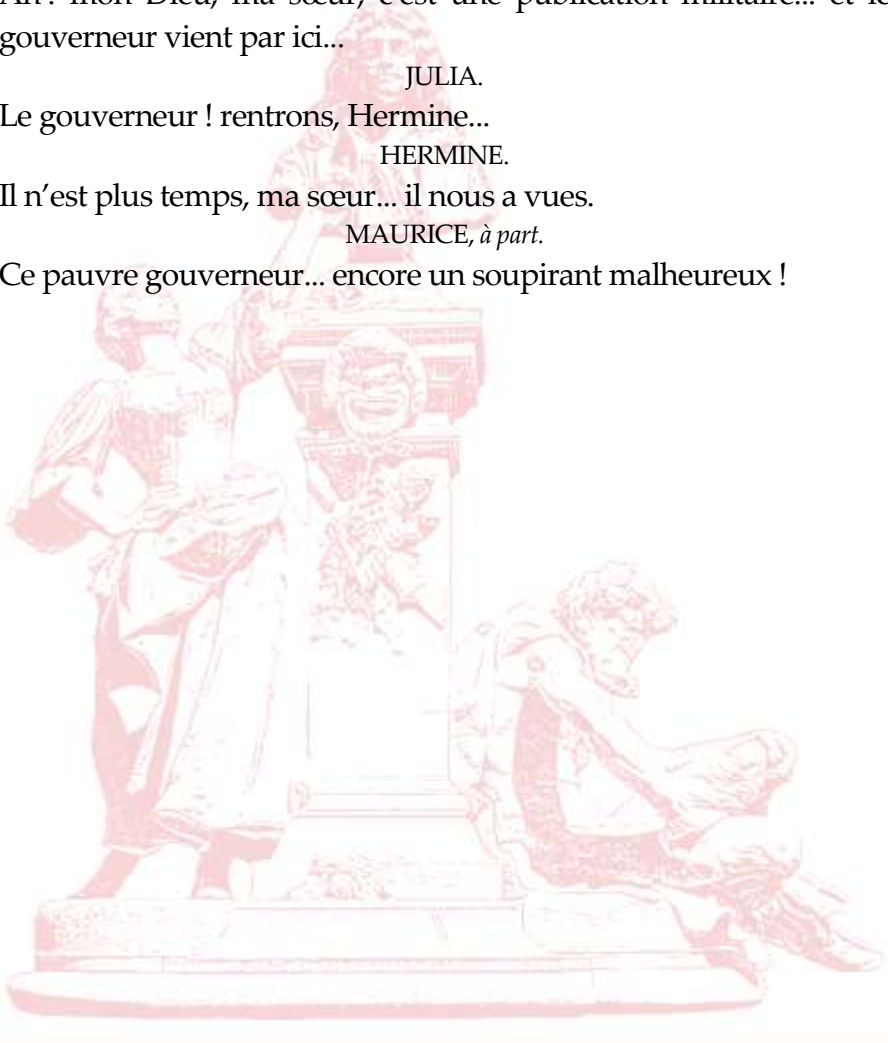 Ah ! mon Dieu, ma sœur, c'est une publication militaire... et le
gouverneur vient par ici...
JULIA.
Le gouverneur ! rentrons, Hermine...
HERMINE.
Il n'est plus temps, ma sœur... il nous a vues.
MAURICE, à part.
Ce pauvre gouverneur... encore un soupirant malheureux !